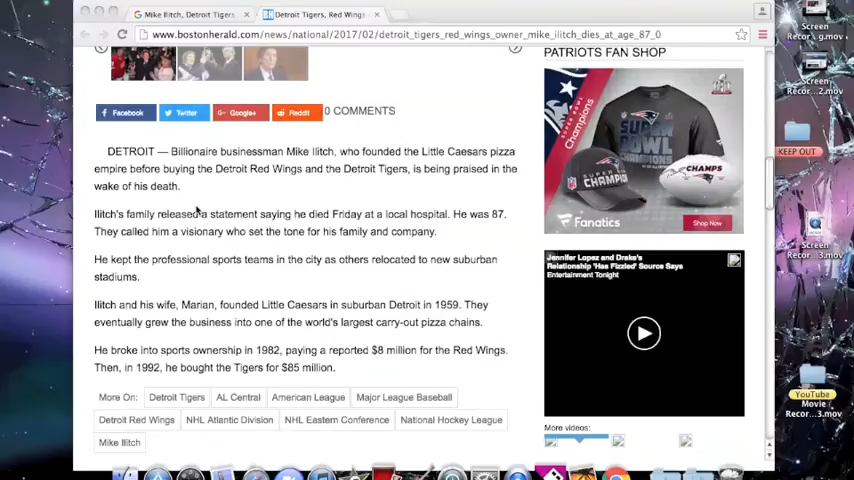 Mike Ilitch, Detroit Tigers,
Detroit Tigers, Red Wings
www.bostonherald.com/news/national/2017/02/detroit_tigers_red_wings_owner_mike_ilitch_dies_at_age_87_0
Screen
Screen
Recor...2.mov
KEEP OUT
Screen
Recor...3.mov
YouTube
Movie
Recor...3.mov
Facebook
Twitter
Google+
Reddit
0 COMMENTS
DETROIT — Billionaire businessman Mike Ilitch, who founded the Little Caesars pizza
empire before buying the Detroit Red Wings and the Detroit Tigers, is being praised in the
wake of his death.
Ilitch's family released a statement saying he died Friday at a local hospital. He was 87.
They called him a visionary who set the tone for his family and company.
He kept the professional sports teams in the city as others relocated to new suburban
stadiums.
Ilitch and his wife, Marian, founded Little Caesars in suburban Detroit in 1959. They
eventually grew the business into one of the world's largest carry-out pizza chains.
He broke into sports ownership in 1982, paying a reported $8 million for the Red Wings.
Then, in 1992, he bought the Tigers for $85 million.
More On:
Detroit Tigers
AL Central
American League
Major League Baseball
Detroit Red Wings
NHL Atlantic Division
NHL Eastern Conference
National Hockey League
Mike Ilitch
PATRIOTS FAN SHOP
SUPER BOWL
Champions
SUPER
BOWL
CHAMPIONS
CHAMPS
Fanatics
Shop Now
Jennifer Lopez and Drake's
Relationship 'Has Fizzled' Source Says
Entertainment Tonight
More videos: